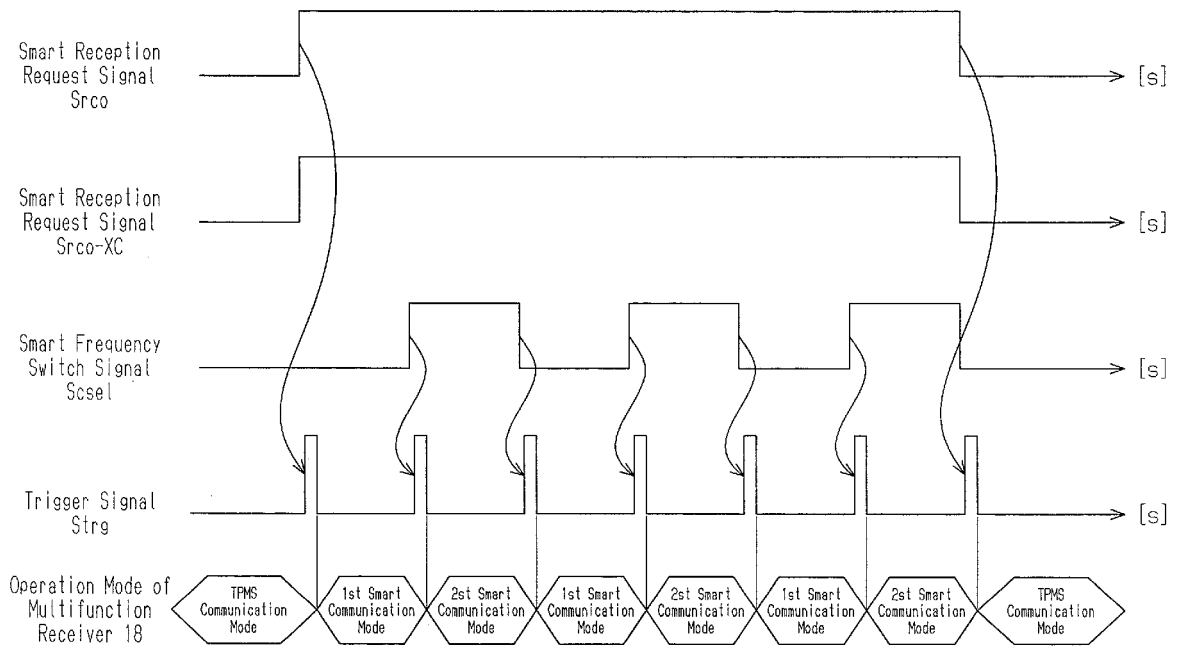 Smart Reception
Request Signal
Srco
[s]
Smart Reception
Request Signal
Srco-XC
[s]
Smart Frequency
Switch Signal
Scsel
[s]
Trigger Signal
Strg
[s]
Operation Mode of
Multifunction
Receiver 18
TPMS
Communication
Mode
1st Smart
Communication
Mode
2st Smart
Communication
Mode
1st Smart
Communication
Mode
2st Smart
Communication
Mode
1st Smart
Communication
Mode
2st Smart
Communication
Mode
TPMS
Communication
Mode